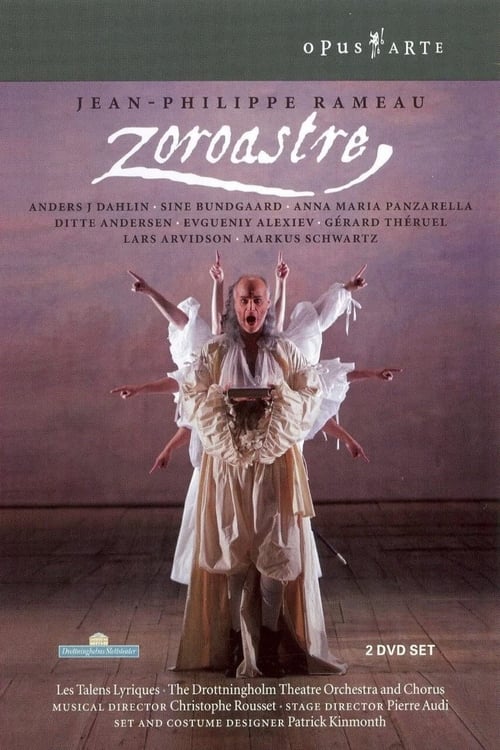 OPUS ARTE
JEAN-PHILIPPE RAMEAU
zoroastre
ANDERS J DAHLIN · SINE BUNDGAARD · ANNA MARIA PANZARELLA
DITTE ANDERSEN · EVGUENIY ALEXIEV · GÉRARD THÉRUEL
LARS ARVIDSON · MARKUS SCHWARTZ
Drottningholms Slottsteater
2 DVD SET
Les Talens Lyriques · The Drottningholm Theatre Orchestra and Chorus
MUSICAL DIRECTOR Christophe Rousset · STAGE DIRECTOR Pierre Audi
SET AND COSTUME DESIGNER Patrick Kinmonth